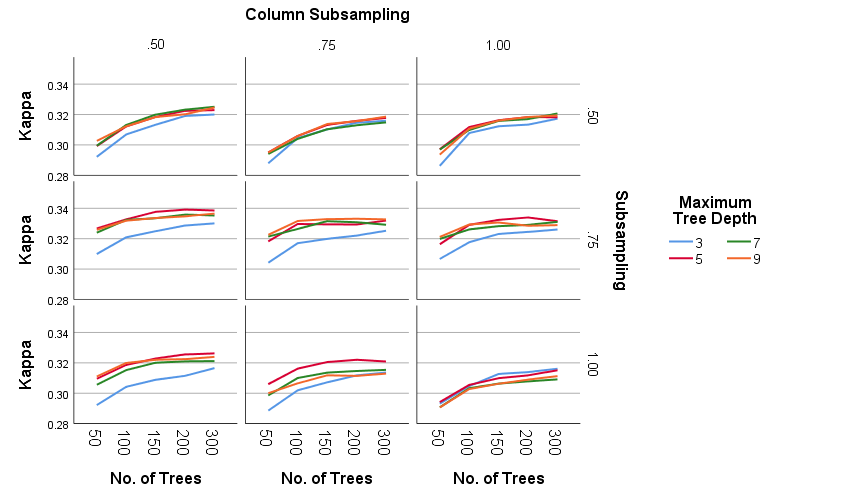 Column Subsampling
.50 .75 1.00
Kappa
0.34
0.32
0.30
0.28
.50
Kappa
0.34
0.32
0.30
0.28
.75
Subsampling
Kappa
0.34
0.32
0.30
0.28
1.00
50 100 150 200 300 50 100 150 200 300 50 100 150 200 300
No. of Trees No. of Trees No. of Trees
Maximum
Tree Depth
3 7
5 9